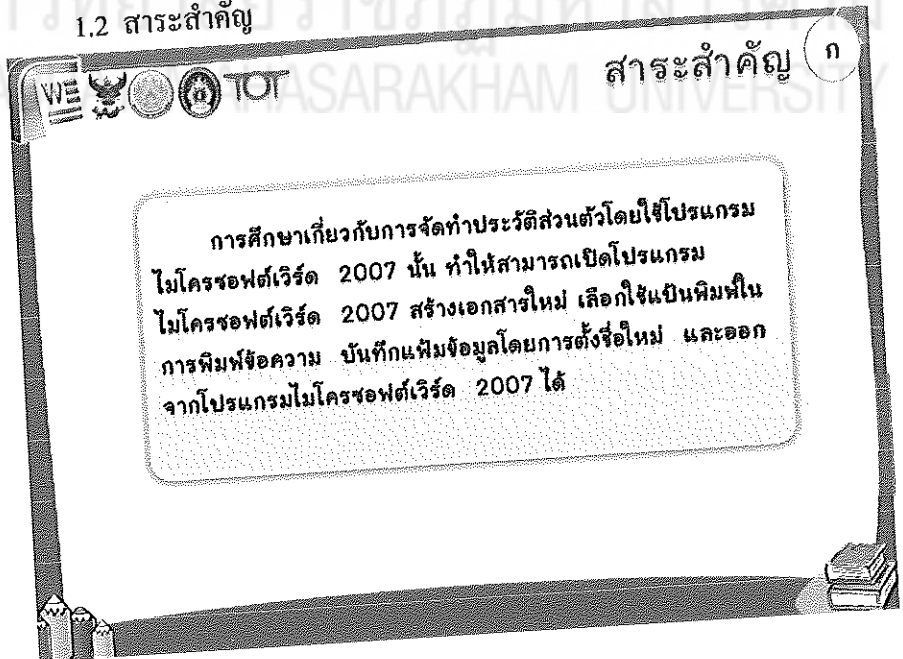 1.2 สาระสำคัญ
สาระสำคัญ ก
TOT
MAHASARAKHAM UNIVERSITY
การศึกษาเกี่ยวกับการจัดทำประวัติส่วนตัวโดยใช้โปรแกรม
ไมโครซอฟต์เวิร์ด 2007 นั้น ทำให้สามารถเปิดโปรแกรม
ไมโครซอฟต์เวิร์ด 2007 สร้างเอกสารใหม่ เลือกใช้แป้นพิมพ์ใน
การพิมพ์ข้อความ บันทึกแฟ้มข้อมูลโดยการตั้งชื่อใหม่ และออก
จากโปรแกรมไมโครซอฟต์เวิร์ด 2007 ได้